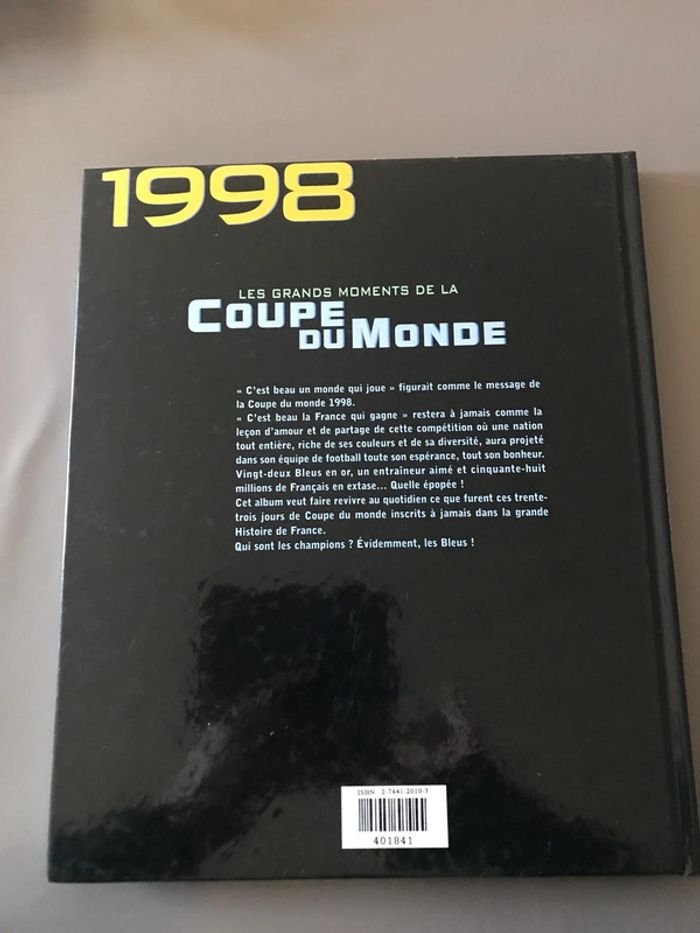 1998
LES GRANDS MOMENTS DE LA
COUPE
DU MONDE
« C'est beau un monde qui joue » figurait comme le message de
la Coupe du monde 1998.
« C'est beau la France qui gagne » restera à jamais comme la
leçon d'amour et de partage de cette compétition où une nation
tout entière, riche de ses couleurs et de sa diversité, aura projeté
dans son équipe de football toute son espérance, tout son bonheur.
Vingt-deux Bleus en or, un entraîneur aimé et cinquante-huit
millions de Français en extase... Quelle épopée !
Cet album veut faire revivre au quotidien ce que furent ces trente-
trois jours de Coupe du monde inscrits à jamais dans la grande
Histoire de France.
Qui sont les champions ? Évidemment, les Bleus !
ISBN 2-7441-2010-3
401841